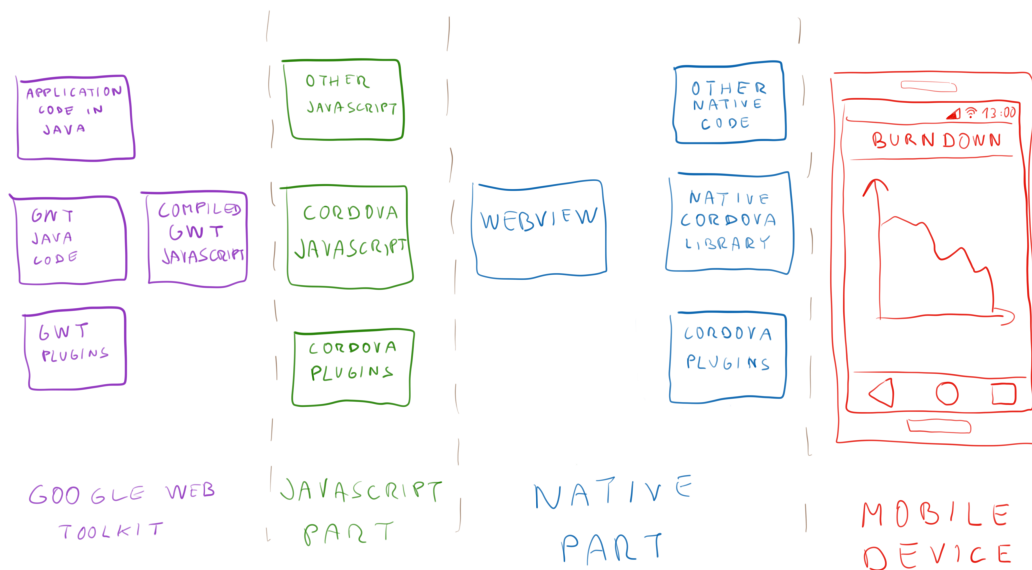 APPLICATION
CODE IN
JAVA
GWT
JAVA
CODE
GWT
PLUGINS
COMPILED
GWT
JAVASCRIPT
GOOGLE WEB
TOOLKIT
OTHER
JAVASCRIPT
CORDOVA
JAVASCRIPT
CORDOVA
PLUGINS
JAVASCRIPT
PART
WEBVIEW
OTHER
NATIVE
CODE
NATIVE
CORDOVA
LIBRARY
CORDOVA
PLUGINS
NATIVE
PART
13:00
BURNDOWN
MOBILE
DEVICE